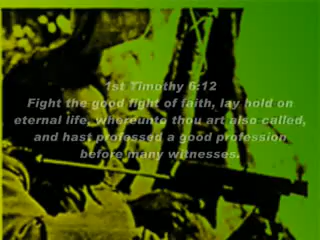 1st Timothy 6:12
Fight the good fight of faith, lay hold on
eternal life, whereunto thou art also called,
and hast professed a good profession
before many witnesses.